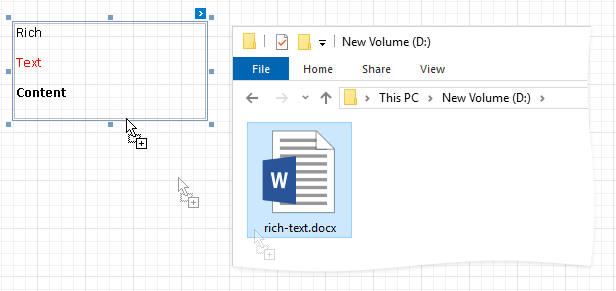 Rich
Text
Content
New Volume (D:)
File Home Share View
This PC New Volume (D:)
W
rich-text.docx